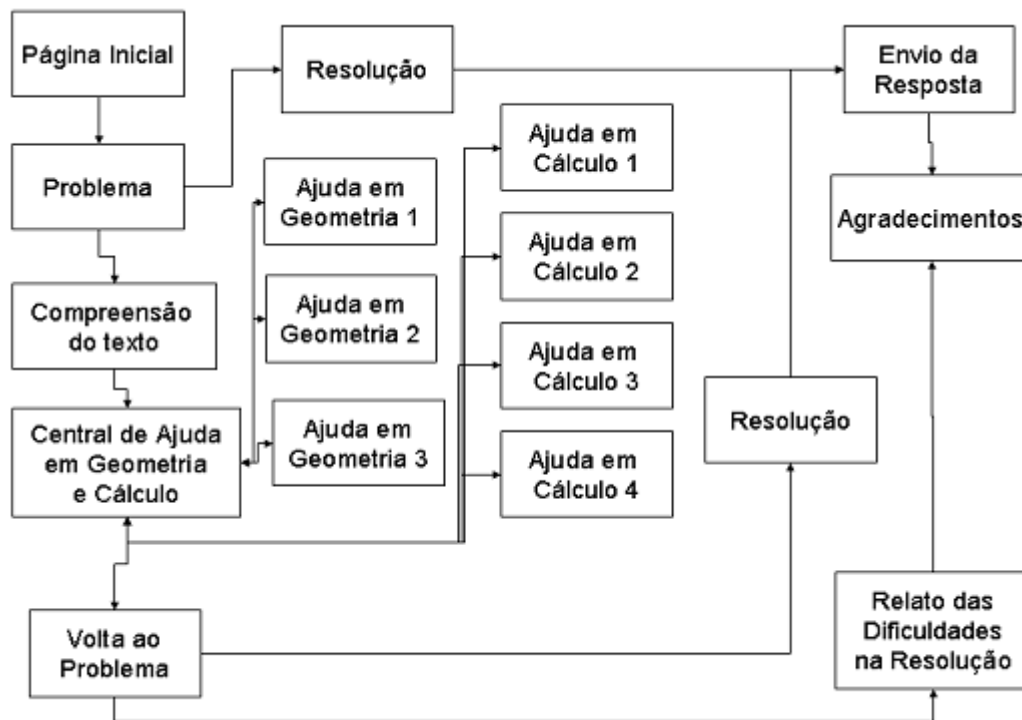 Página Inicial
Resolução
Envio da
Resposta
Problema
Ajuda em
Cálculo 1
Ajuda em
Geometria 1
Agradecimentos
Ajuda em
Cálculo 2
Compreensão
do texto
Ajuda em
Geometria 2
Ajuda em
Cálculo 3
Central de Ajuda
em Geometria
e Cálculo
Ajuda em
Geometria 3
Resolução
Ajuda em
Cálculo 4
Volta ao
Problema
Relato das
Dificuldades
na Resolução